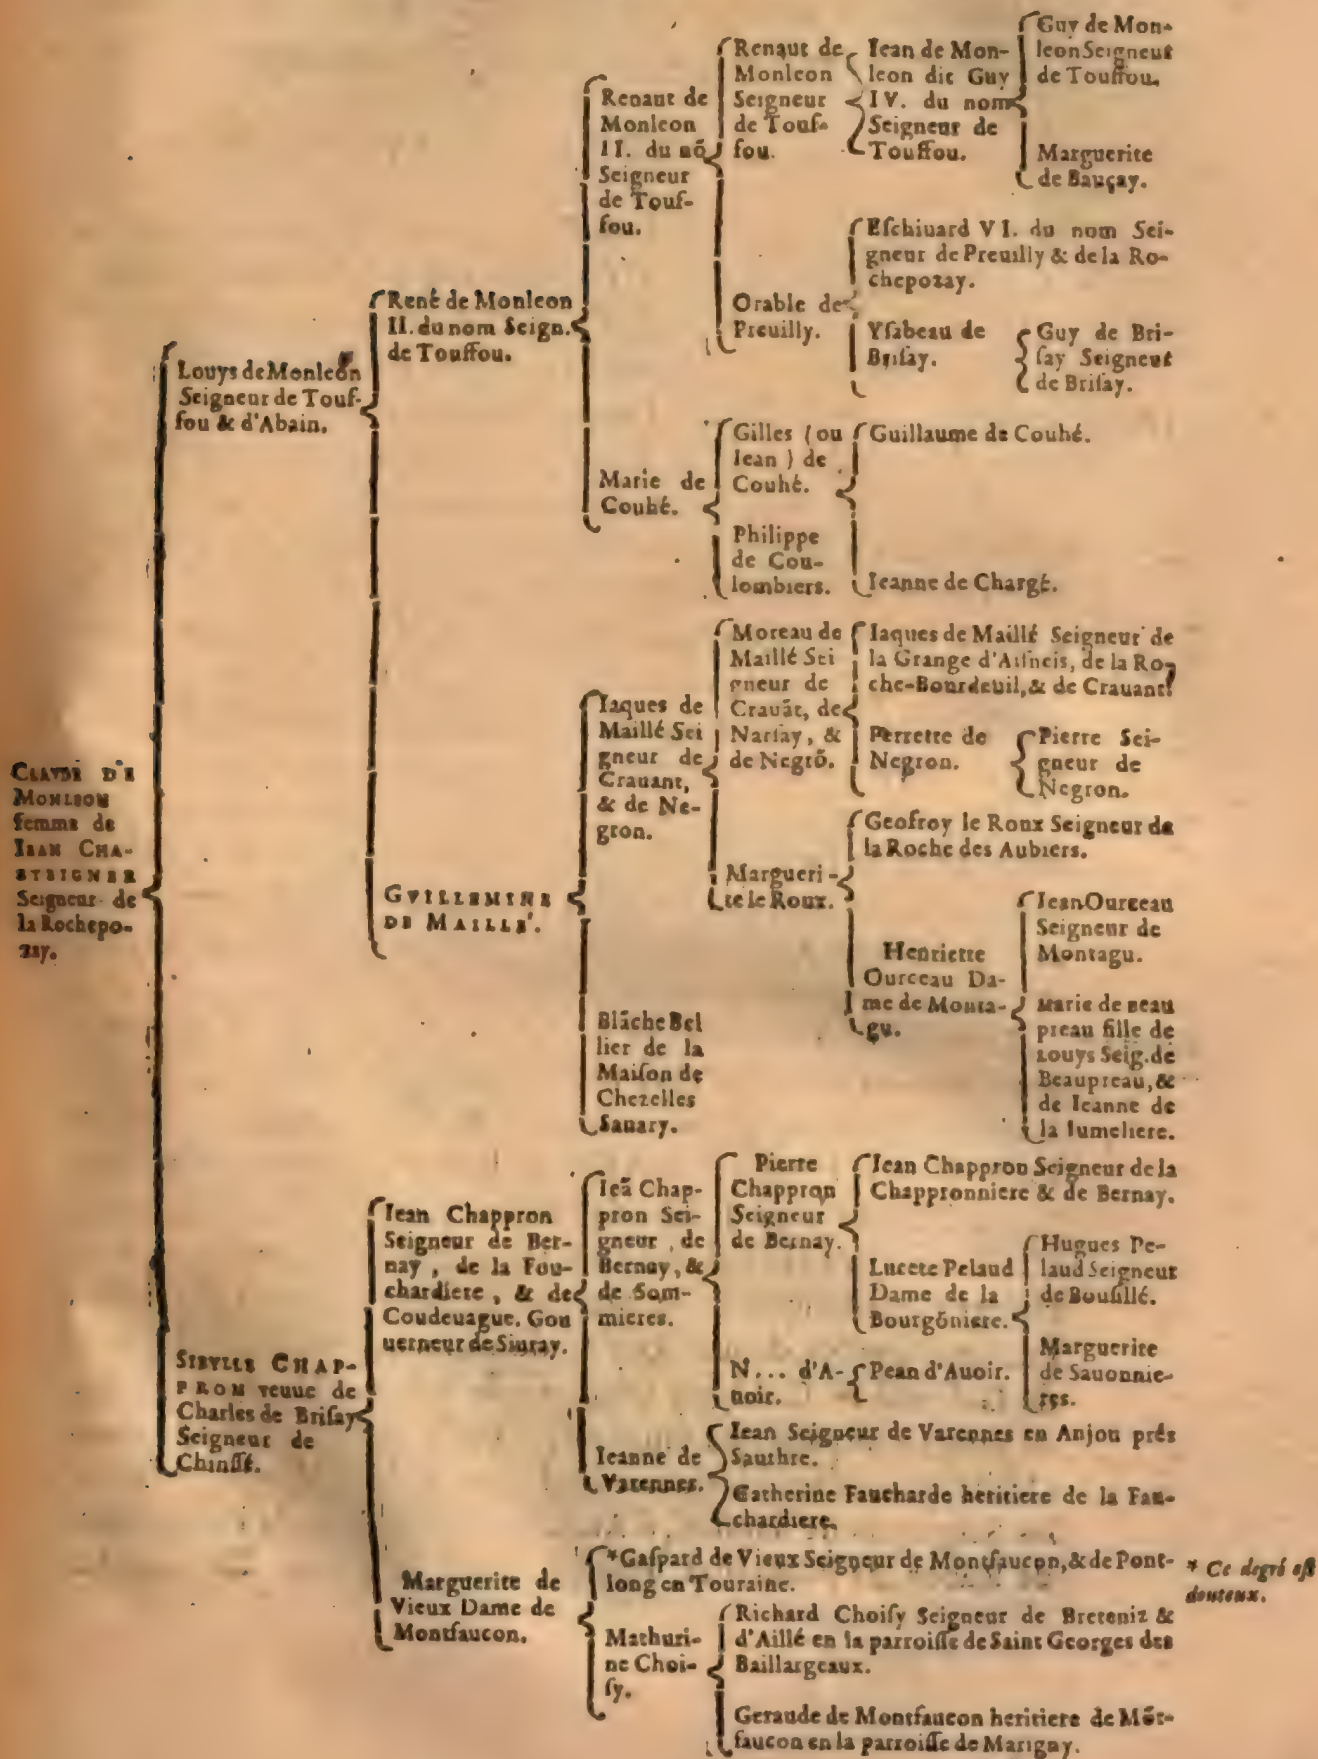 CLAVDE DE
MONLEON
femme de
IEAN CHA-
STEIGNER
Seigneur de
la Rochepo-
zay.
Louys de Monleon
Seigneur de Touf-
fou & d'Abain.
René de Monleon
II. du nom Seign.
de Touffou.
Renaut de
Monleon
II. du nõ
Seigneur
de Touf-
fou.
Renaut de
Monleon
Seigneur
de Touf-
fou.
Iean de Mon-
leon dit Guy
IV. du nom
Seigneur de
Touffou.
Guy de Mon-
leon Seigneur
de Touffou.
Marguerite
de Bauçay.
Orable de
Preuilly.
Eſchiuard VI. du nom Sei-
gneur de Preuilly & de la Ro-
chepozay.
Yſabeau de
Briſay.
Guy de Bri-
ſay Seigneur
de Briſay.
Marie de
Couhé.
Gilles (ou
Iean ) de
Couhé.
Guillaume de Couhé.
Philippe
de Cou-
lombiers.
Ieanne de Chargé.
GVILLEMINE
DE MAILLE'.
Iaques de
Maillé Sei
gneur de
Crauant,
& de Ne-
gron.
Moreau de
Maillé Sei
gneur de
Crauãt, de
Narſay, &
de Negrõ.
Iaques de Maillé Seigneur de
la Grange d'Aiſneis, de la Ro-
che-Bourdeuil, & de Crauant.
Perrette de
Negron.
Pierre Sei-
gneur de
Negron.
Margueri-
te le Roux.
Geofroy le Roux Seigneur de
la Roche des Aubiers.
Henriette
Ourceau Da-
me de Monta-
gu.
Iean Ourceau
Seigneur de
Montagu.
Marie de Beau
preau fille de
Louys Seig. de
Beaupreau, &
de Ieanne de
la Iumeliere.
Blãche Bel
lier de la
Maiſon de
Chezelles
Sauary.
SIBYLLE CHAP-
PRON veuue de
Charles de Briſay
Seigneur de
Chinſſé.
Iean Chappron
Seigneur de Ber-
nay, de la Fou-
chardiere, & de
Coudeuague. Gou
uerneur de Siuray.
Ieã Chap-
pron Sei-
gneur, de
Bernay, &
de Som-
mieres.
Pierre
Chappron
Seigneur
de Bernay.
Iean Chappron Seigneur de la
Chappronniere & de Bernay.
Lucete Pelaud
Dame de la
Bourgõniere.
Hugues Pe-
laud Seigneur
de Bouſillé.
Marguerite
de Sauonnie-
res.
N... d'A-
uoir.
Pean d'Auoir.
Ieanne de
Varennes.
Iean Seigneur de Varennes en Anjou prés
Sauthre.
Catherine Faucharde heritiere de la Fau-
chardiere.
Marguerite de
Vieux Dame de
Montfaucon.
*Gaſpard de Vieux Seigneur de Montfaucon, & de Pont-
long en Touraine.
* Ce degré eſt
douteux.
Mathuri-
ne Choi-
ſy.
Richard Choiſy Seigneur de Breteniz &
d'Aillé en la parroiſſe de Saint Georges des
Baillargeaux.
Geraude de Montfaucon heritiere de Mõt-
faucon en la parroiſſe de Marigny.